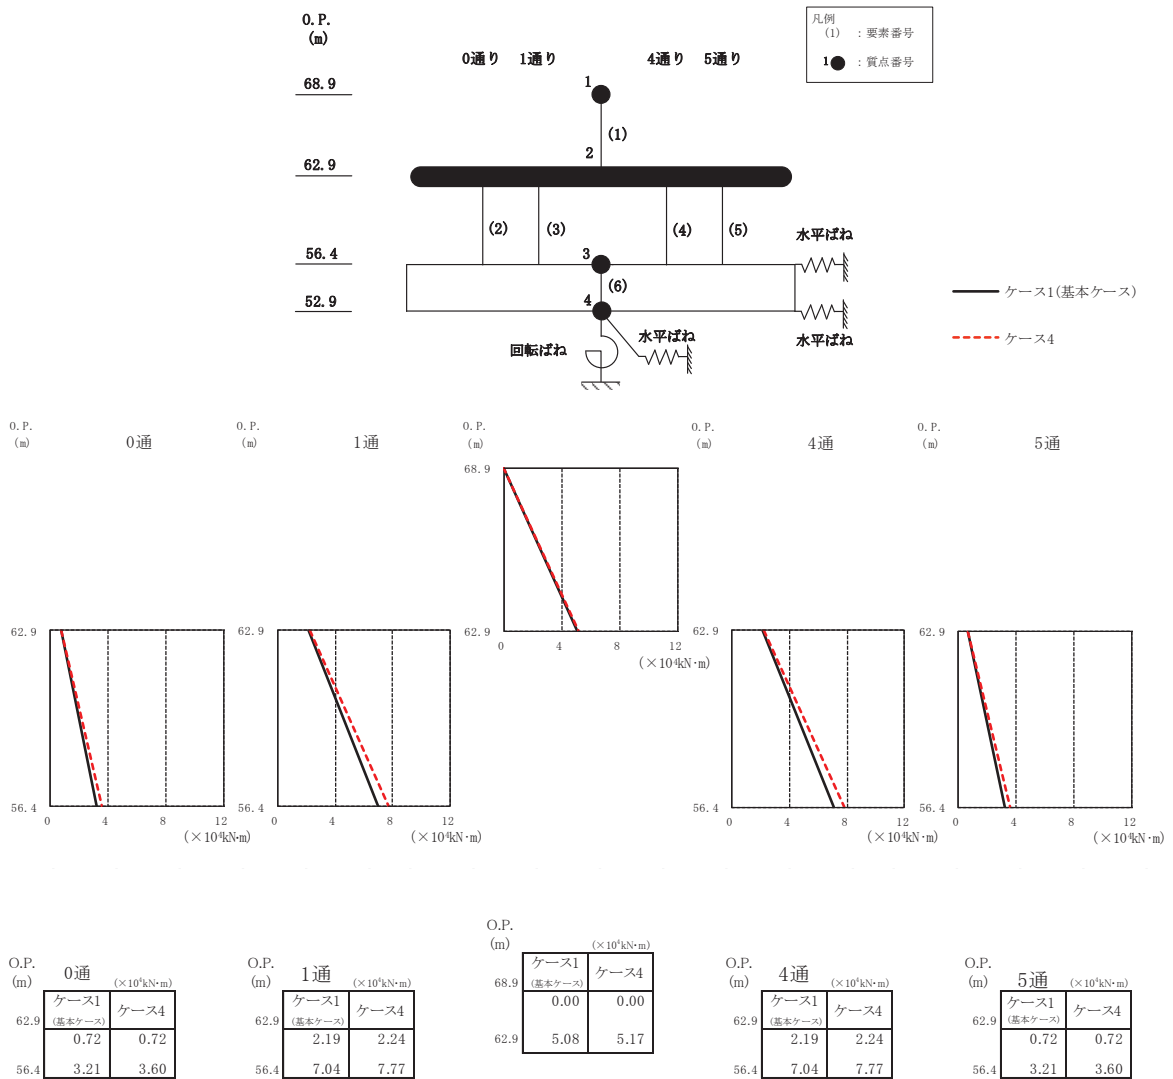 O.P.
(m)
0通り 1通り 4通り 5通り
凡例
(1) : 要素番号
1 : 質点番号
68.9
1
(1)
2
62.9
(2) (3) (4) (5)
水平ばね
56.4
3
(6)
52.9
4
水平ばね
水平ばね
回転ばね
ケース1(基本ケース)
ケース4
O.P.
(m)
0通
62.9
56.4
0 4 8 12
(×10⁴kN・m)
O.P.
(m)
1通
62.9
56.4
0 4 8 12
(×10⁴kN・m)
O.P.
(m)
68.9
62.9
0 4 8 12
(×10⁴kN・m)
O.P.
(m)
4通
62.9
56.4
0 4 8 12
(×10⁴kN・m)
O.P.
(m)
5通
62.9
56.4
0 4 8 12
(×10⁴kN・m)
O.P.
(m)
0通 (×10⁴kN・m)
ケース1
(基本ケース)
ケース4
62.9
0.72 0.72
56.4 3.21 3.60
O.P.
(m)
1通 (×10⁴kN・m)
ケース1
(基本ケース)
ケース4
62.9
2.19 2.24
56.4 7.04 7.77
O.P.
(m)
(×10⁴kN・m)
ケース1
(基本ケース)
ケース4
68.9
0.00 0.00
62.9 5.08 5.17
O.P.
(m)
4通 (×10⁴kN・m)
ケース1
(基本ケース)
ケース4
62.9
2.19 2.24
56.4 7.04 7.77
O.P.
(m)
5通 (×10⁴kN・m)
ケース1
(基本ケース)
ケース4
62.9
0.72 0.72
56.4 3.21 3.60